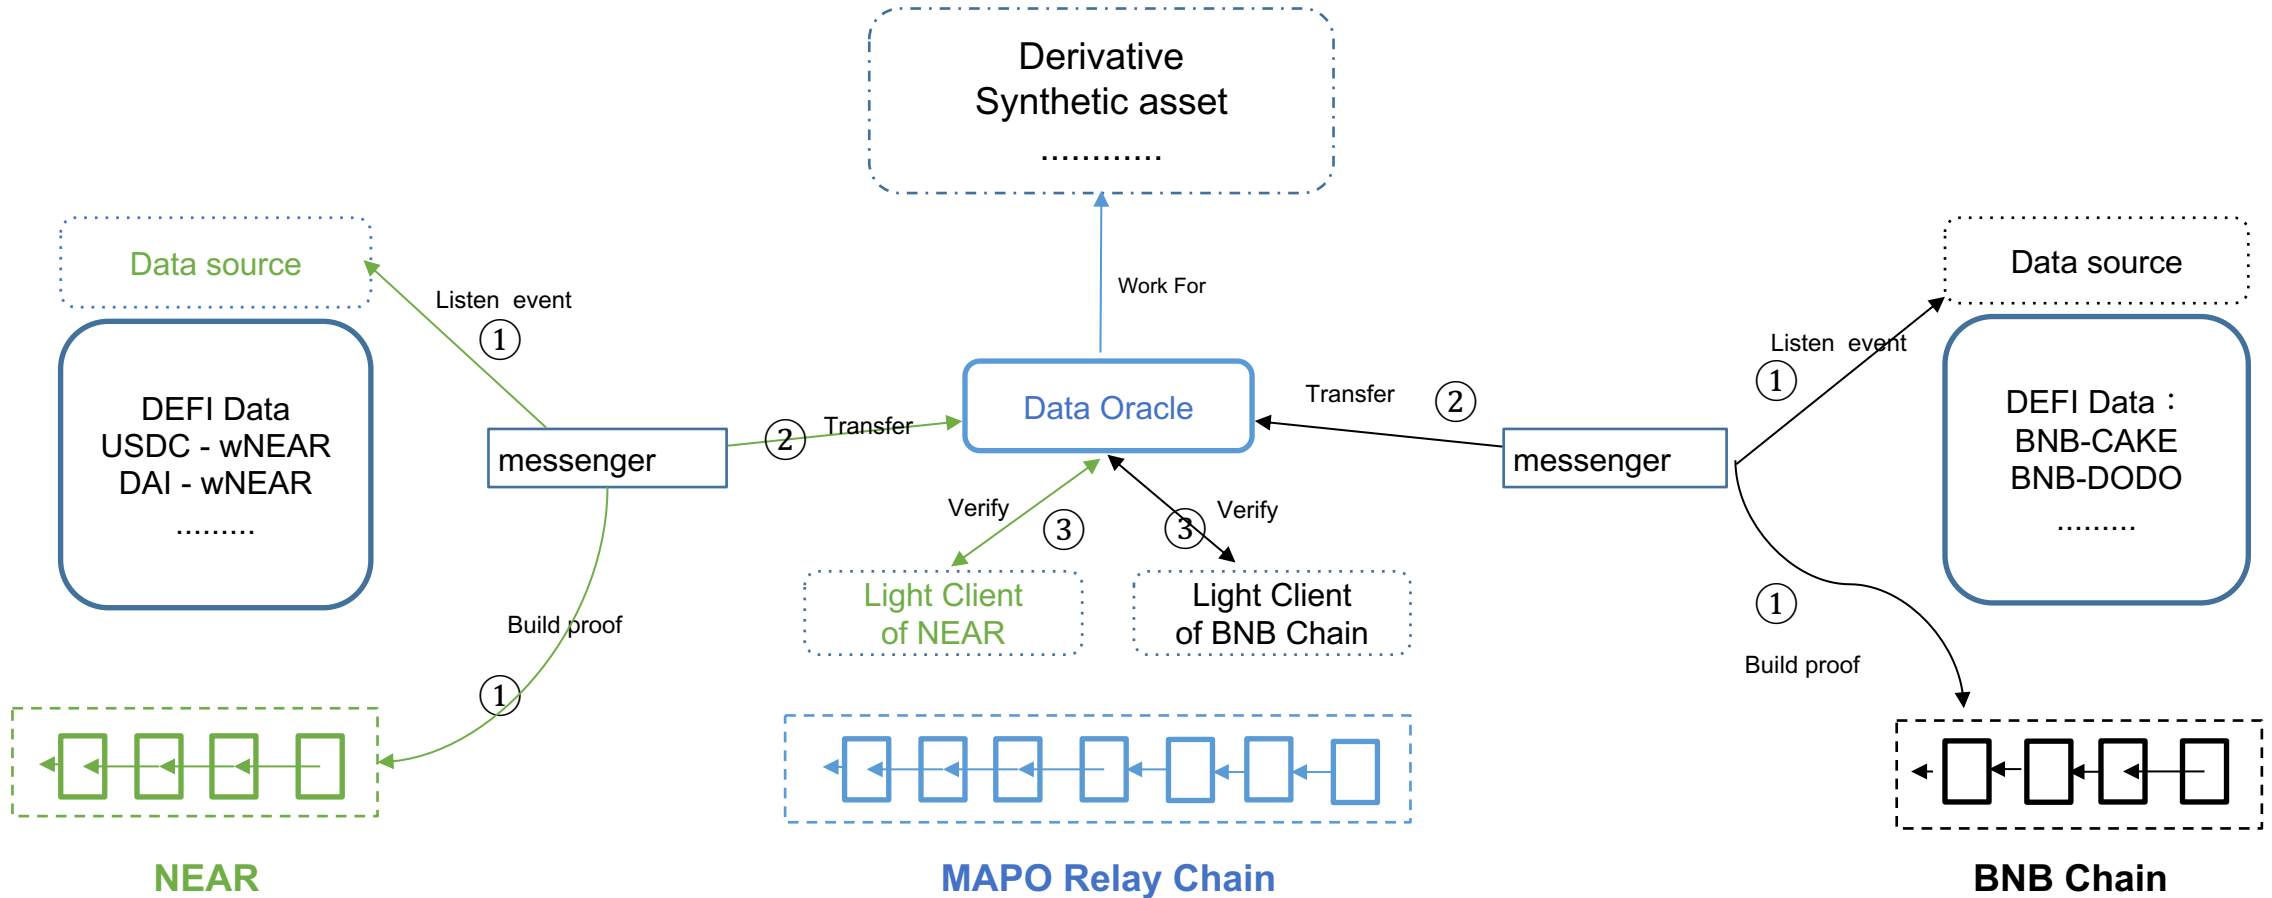 Derivative
Synthetic asset
............
Data source
Listen  event
①
DEFI Data
USDC - wNEAR
DAI - wNEAR
.........
messenger
② Transfer
Build proof
①
Work For
Data Oracle
Verify
③
③
Verify
Light Client
of NEAR
Light Client
of BNB Chain
Transfer
②
messenger
Data source
Listen  event
①
DEFI Data：
BNB-CAKE
BNB-DODO
.........
①
Build proof
NEAR
MAPO Relay Chain
BNB Chain